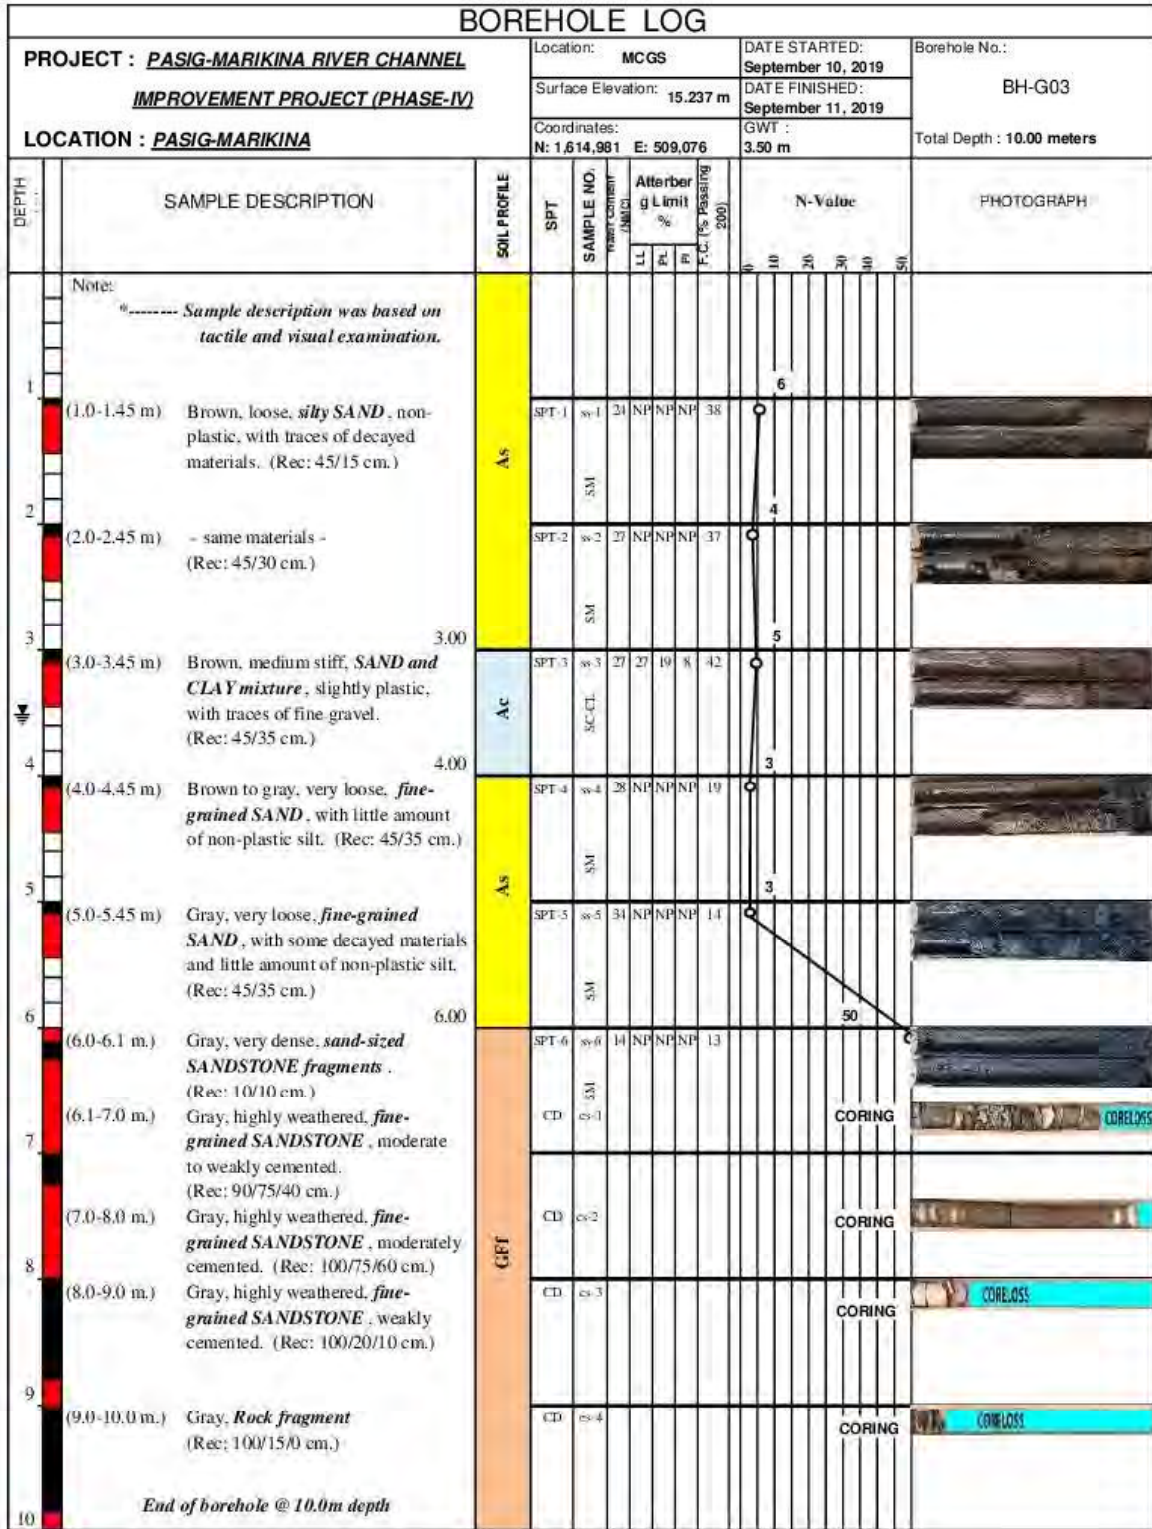 BOREHOLE LOG
PROJECT : PASIG-MARIKINA RIVER CHANNEL
IMPROVEMENT PROJECT (PHASE-IV)
LOCATION : PASIG-MARIKINA
Location: MCGS
Surface Elevation: 15.237 m
Coordinates:
N: 1,614,981 E: 509,076
DATE STARTED:
September 10, 2019
DATE FINISHED:
September 11, 2019
GWT :
3.50 m
Borehole No.:
BH-G03
Total Depth : 10.00 meters
DEPTH
SAMPLE DESCRIPTION
SOIL PROFILE
SPT
SAMPLE NO.
Atterber
g Limit
%
LL PL PI
F.C. (% Passing
200)
N-Value
0 10 20 30 40 50
PHOTOGRAPH
Note:
*-------- Sample description was based on
tactile and visual examination.
1
6
(1.0-1.45 m) Brown, loose, silty SAND, non-
plastic, with traces of decayed
materials. (Rec: 45/15 cm.)
As
SPT-1 ss-1 24 NP NP NP 38
SM
2
4
(2.0-2.45 m) - same materials -
(Rec: 45/30 cm.)
SPT-2 ss-2 27 NP NP NP 37
SM
3
3.00
5
(3.0-3.45 m) Brown, medium stiff, SAND and
CLAY mixture, slightly plastic,
with traces of fine gravel.
(Rec: 45/35 cm.)
Ac
SPT-3 ss-3 27 27 19 8 42
SC-CL
4
4.00
3
(4.0-4.45 m) Brown to gray, very loose, fine-
grained SAND, with little amount
of non-plastic silt. (Rec: 45/35 cm.)
As
SPT-4 ss-4 28 NP NP NP 19
SM
5
3
(5.0-5.45 m) Gray, very loose, fine-grained
SAND, with some decayed materials
and little amount of non-plastic silt.
(Rec: 45/35 cm.)
SPT-5 ss-5 34 NP NP NP 14
SM
6
6.00
50
(6.0-6.1 m.) Gray, very dense, sand-sized
SANDSTONE fragments .
(Rec: 10/10 cm.)
SPT-6 ss-6 14 NP NP NP 13
SM
(6.1-7.0 m.) Gray, highly weathered, fine-
grained SANDSTONE , moderate
to weakly cemented.
(Rec: 90/75/40 cm.)
CD cs-1
CORING
CORELOSS
7
(7.0-8.0 m.) Gray, highly weathered, fine-
grained SANDSTONE , moderately
cemented. (Rec: 100/75/60 cm.)
GFf
CD cs-2
CORING
8
(8.0-9.0 m.) Gray, highly weathered, fine-
grained SANDSTONE , weakly
cemented. (Rec: 100/20/10 cm.)
CD cs-3
CORING
CORELOSS
9
(9.0-10.0 m.) Gray, Rock fragment
(Rec: 100/15/0 cm.)
CD cs-4
CORING
CORELOSS
End of borehole @ 10.0m depth
10